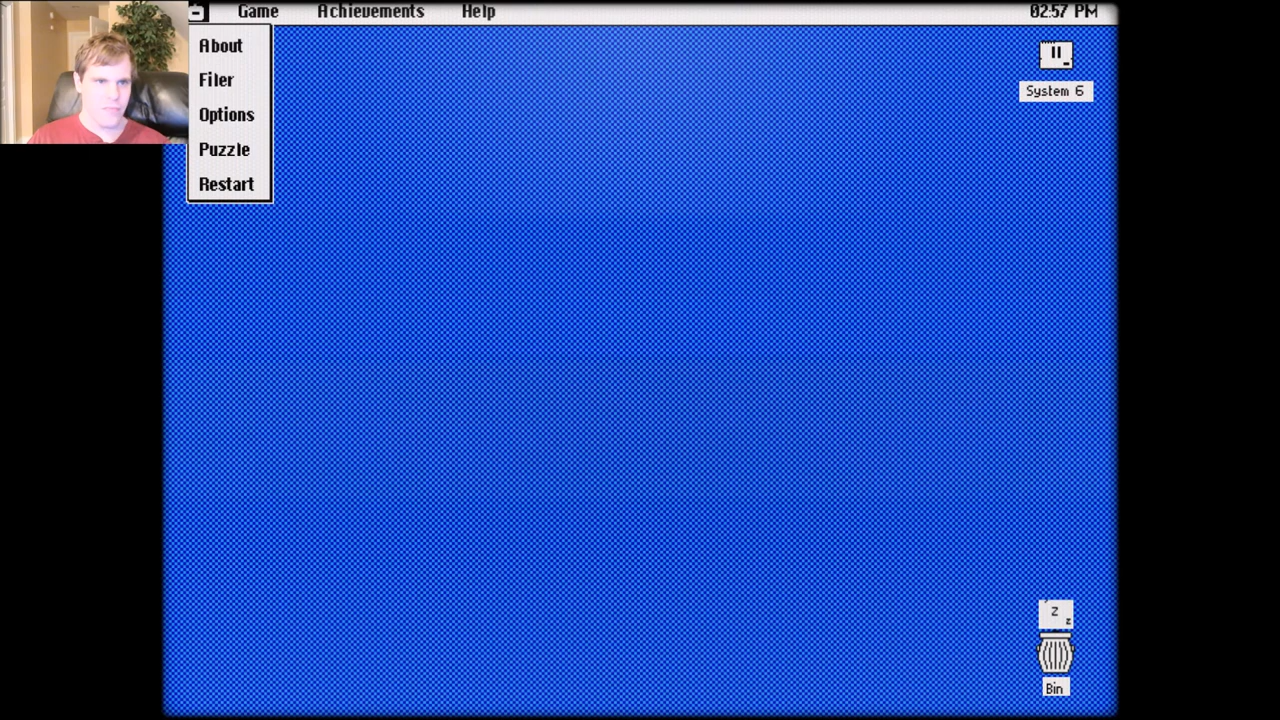 Game Achievements Help 02:57 PM
About
Filer
Options
Puzzle
Restart
System 6
z
z
Bin